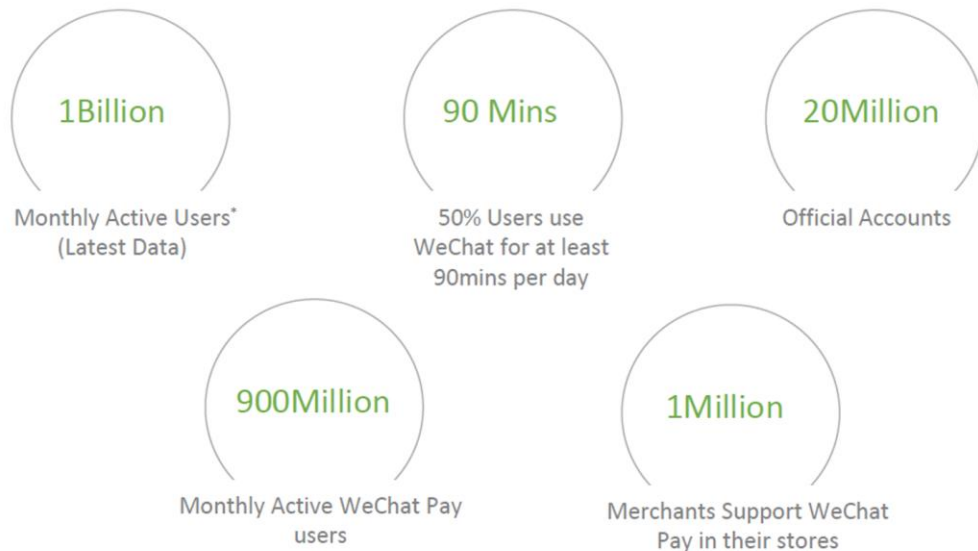 1Billion
90 Mins
20Million
Monthly Active Users*
(Latest Data)
50% Users use
WeChat for at least
90mins per day
Official Accounts
900Million
1Million
Monthly Active WeChat Pay
users
Merchants Support WeChat
Pay in their stores